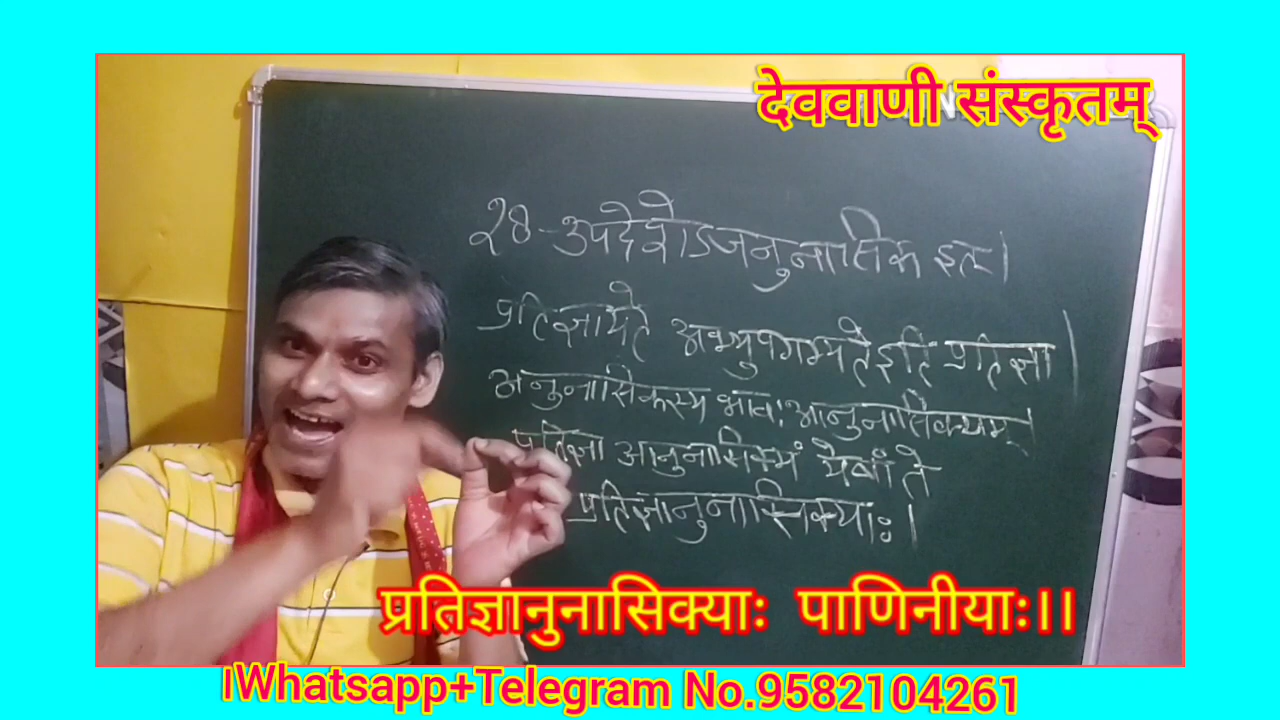 देववाणी संस्कृतम्
२८-उपदेशेऽजनुनासिक इत्।
प्रतिज्ञायते अभ्युपगम्यते इति प्रतिज्ञा।
अनुनासिकस्य भावः आनुनासिक्यम्
प्रतिज्ञा आनुनासिक्यं येषां ते
प्रतिज्ञानुनासिक्याः।
प्रतिज्ञानुनासिक्याः पाणिनीयाः।।
।Whatsapp+Telegram No.9582104261